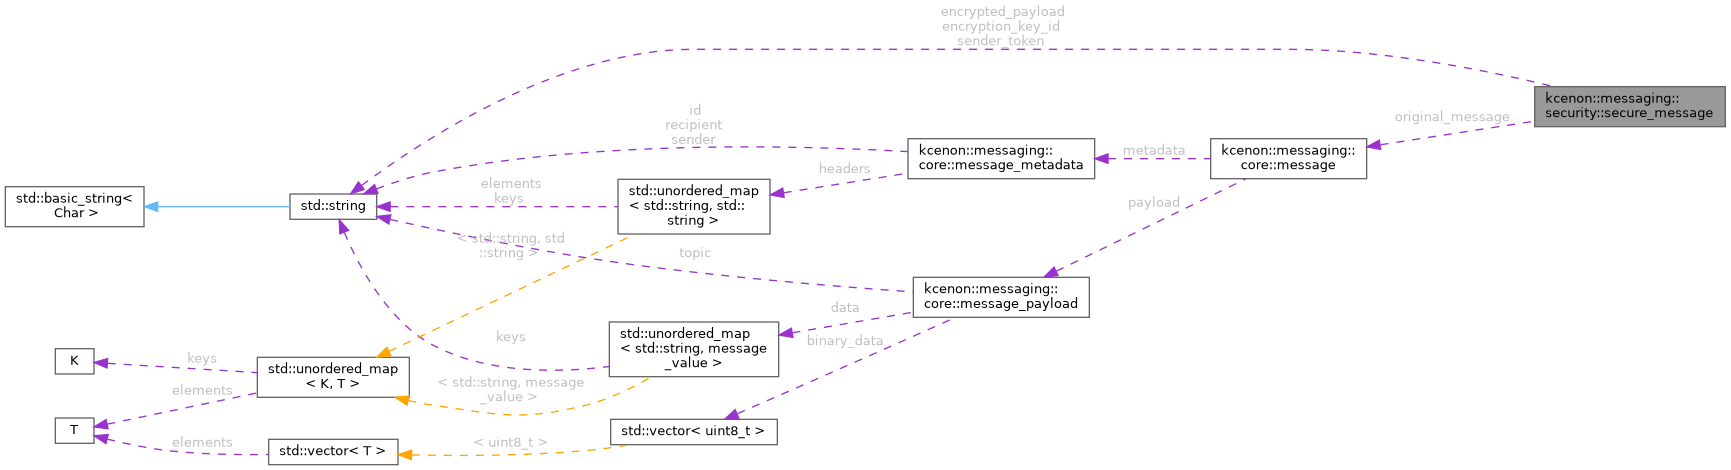 encrypted_payload
encryption_key_id
sender_token
kcenon::messaging::
security::secure_message
original_message
id
recipient
sender
kcenon::messaging::
core::message_metadata
metadata
kcenon::messaging::
core::message
headers
elements
keys
std::unordered_map
< std::string, std::
string >
std::basic_string<
Char >
std::string
payload
< std::string, std
::string >
topic
kcenon::messaging::
core::message_payload
data
binary_data
keys
std::unordered_map
< std::string, message
_value >
K
keys
std::unordered_map
< K, T >
elements
< std::string, message
_value >
T
elements
std::vector< T >
< uint8_t >
std::vector< uint8_t >